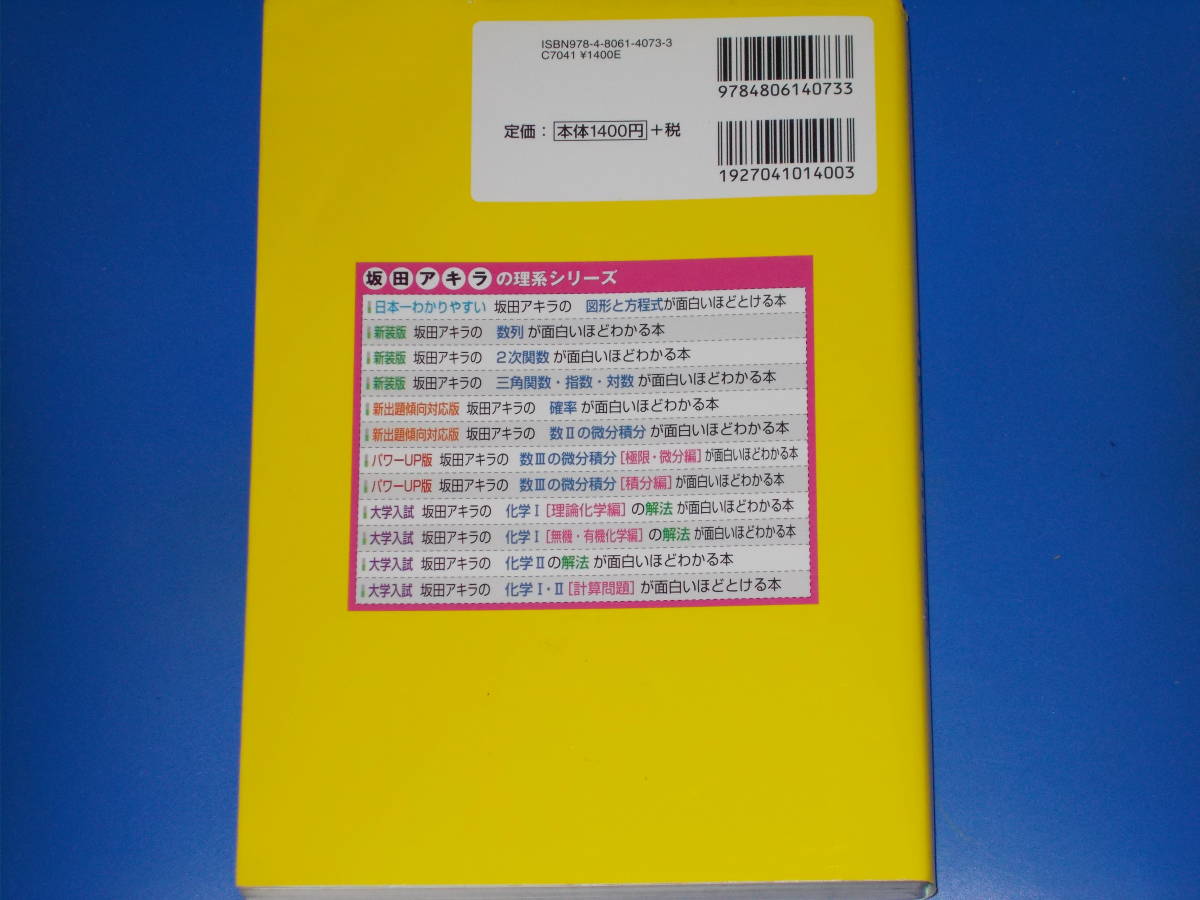 ISBN978-4-8061-4073-3
C7041 ¥1400E
9784806140733
定価：本体1400円+税
1927041014003
坂田アキラの理系シリーズ
日本一わかりやすい 坂田アキラの 図形と方程式が面白いほどとける本
新装版 坂田アキラの 数列が面白いほどわかる本
新装版 坂田アキラの 2次関数が面白いほどわかる本
新装版 坂田アキラの 三角関数・指数・対数が面白いほどわかる本
新出題傾向対応版 坂田アキラの 確率が面白いほどわかる本
新出題傾向対応版 坂田アキラの 数Ⅱの微分積分が面白いほどわかる本
パワーUP版 坂田アキラの 数Ⅲの微分積分[極限・微分編]が面白いほどわかる本
パワーUP版 坂田アキラの 数Ⅲの微分積分[積分編]が面白いほどわかる本
大学入試 坂田アキラの 化学Ⅰ[理論化学編]の解法が面白いほどわかる本
大学入試 坂田アキラの 化学Ⅰ[無機・有機化学編]の解法が面白いほどわかる本
大学入試 坂田アキラの 化学Ⅱの解法が面白いほどわかる本
大学入試 坂田アキラの 化学Ⅰ・Ⅱ[計算問題]が面白いほどとける本